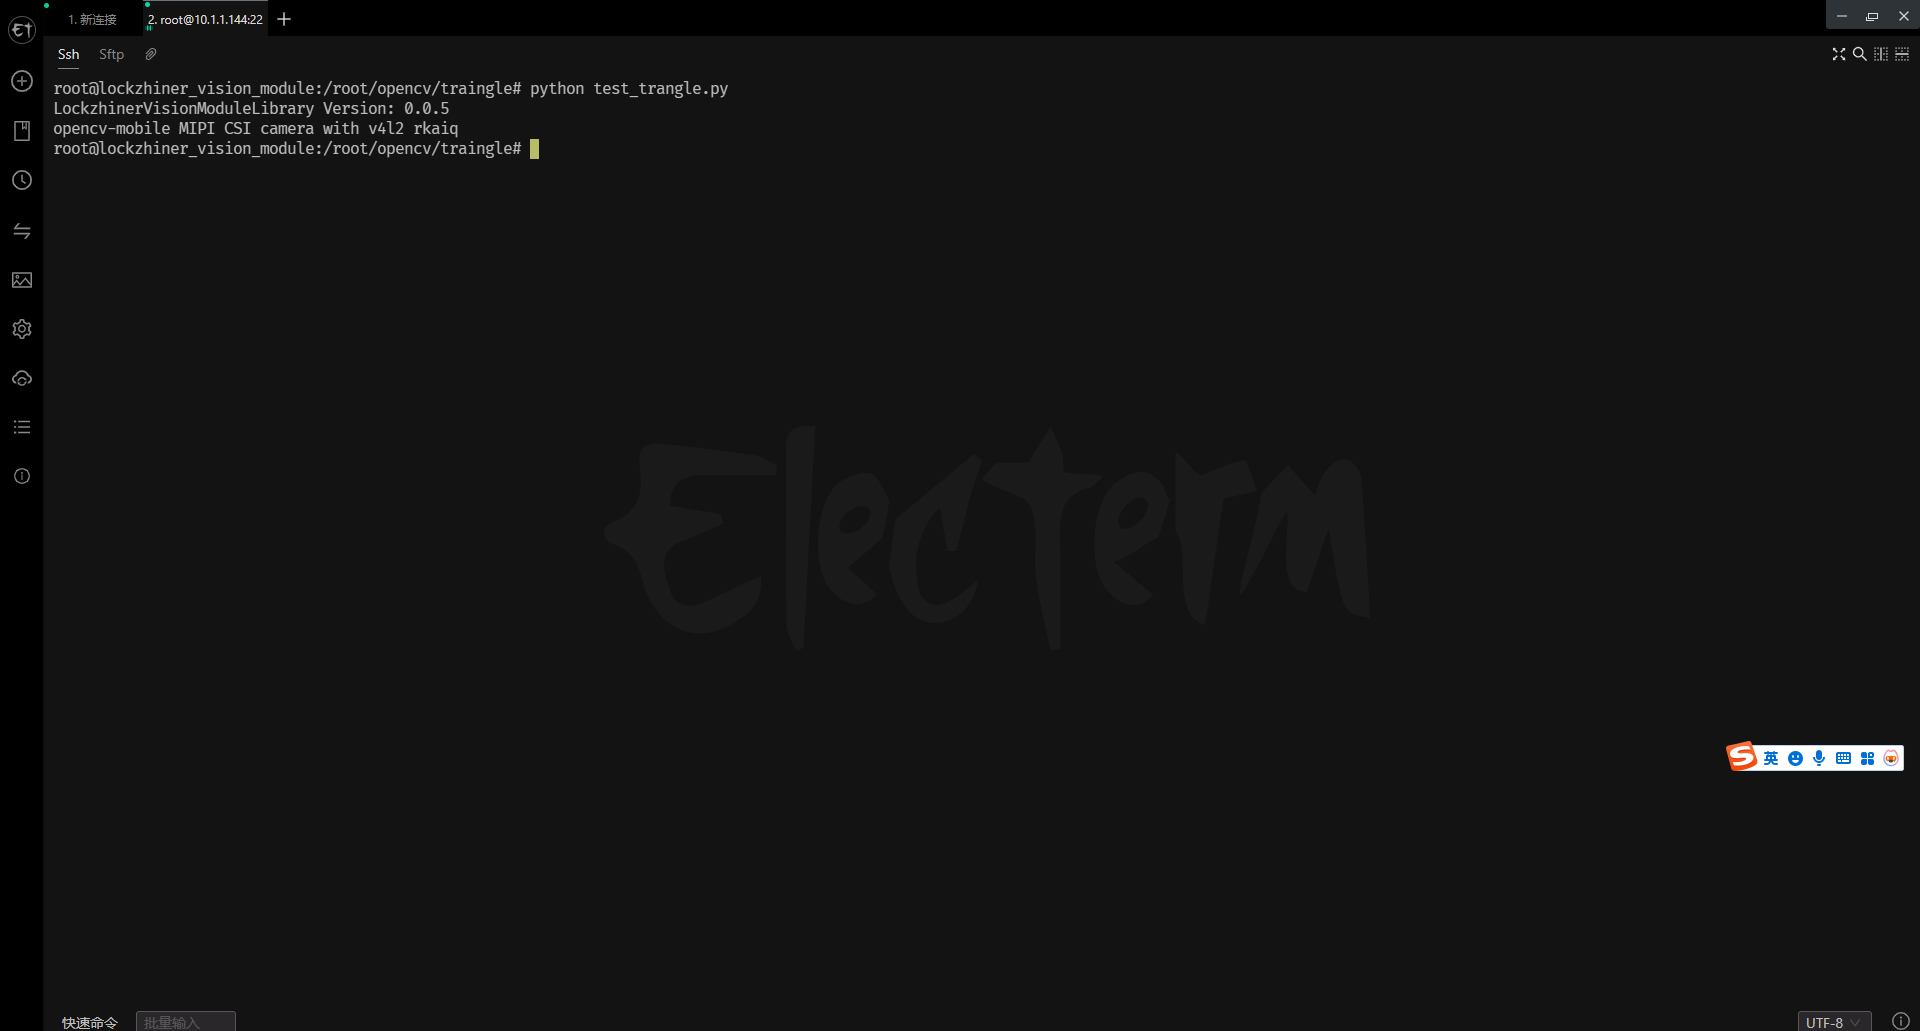 1. 新连接
2. root@10.1.1.144:22
Ssh
Sftp
root@lockzhiner_vision_module:/root/opencv/traingle# python test_trangle.py
LockzhinerVisionModuleLibrary Version: 0.0.5
opencv-mobile MIPI CSI camera with v4l2 rkaiq
root@lockzhiner_vision_module:/root/opencv/traingle#
Electerm
英
快速命令
批量输入
UTF-8